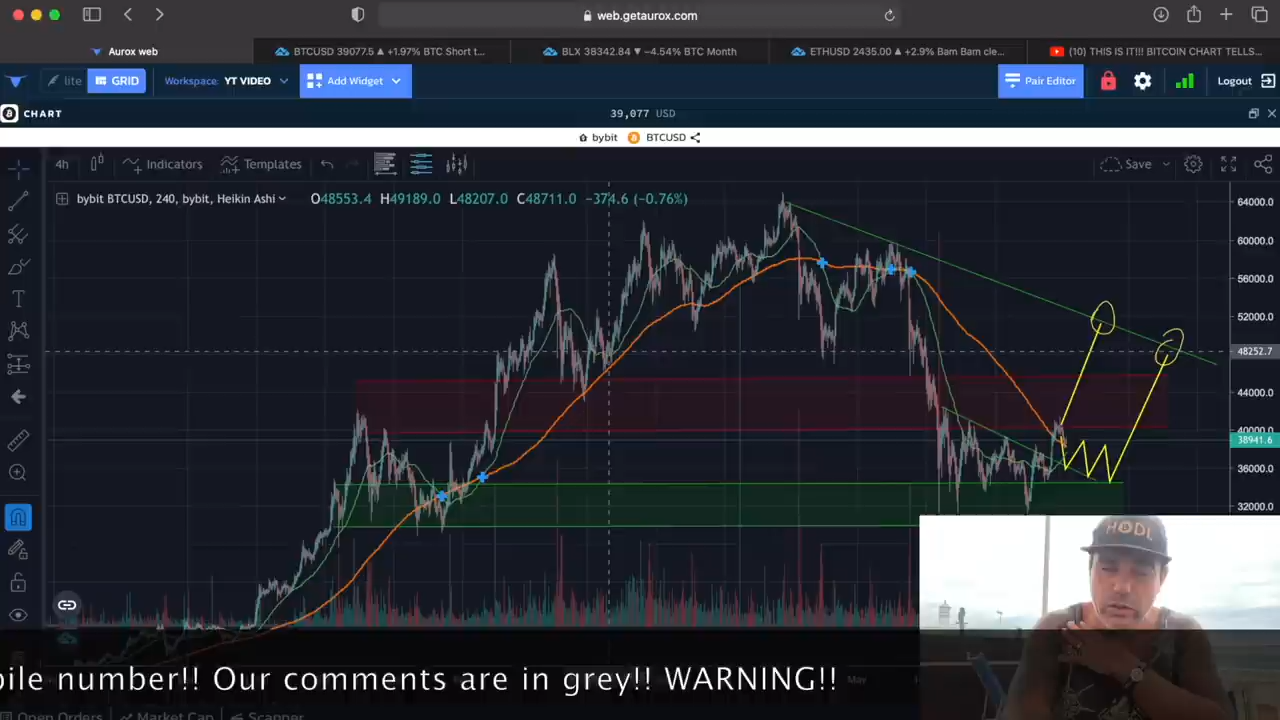 web.getaurox.com
Aurox web
BTCUSD 39077.5 ▲ +1.97% BTC Short t...
BLX 38342.84 ▼ −4.54% BTC Month
ETHUSD 2435.00 ▲ +2.9% Bam Bam cle...
(10) THIS IS IT!!! BITCOIN CHART TELLS...
lite
GRID
Workspace: YT VIDEO
Add Widget
Pair Editor
Logout
CHART
39,077 USD
bybit
BTCUSD
4h
Indicators
Templates
Save
bybit BTCUSD, 240, bybit, Heikin Ashi
O48553.4 H49189.0 L48207.0 C48711.0 −374.6 (−0.76%)
64000.0
60000.0
56000.0
52000.0
48252.7
44000.0
40000.0
38941.6
36000.0
32000.0
HODL
bile number!! Our comments are in grey!! WARNING!!
May
Open Orders
Market Cap
Scanner